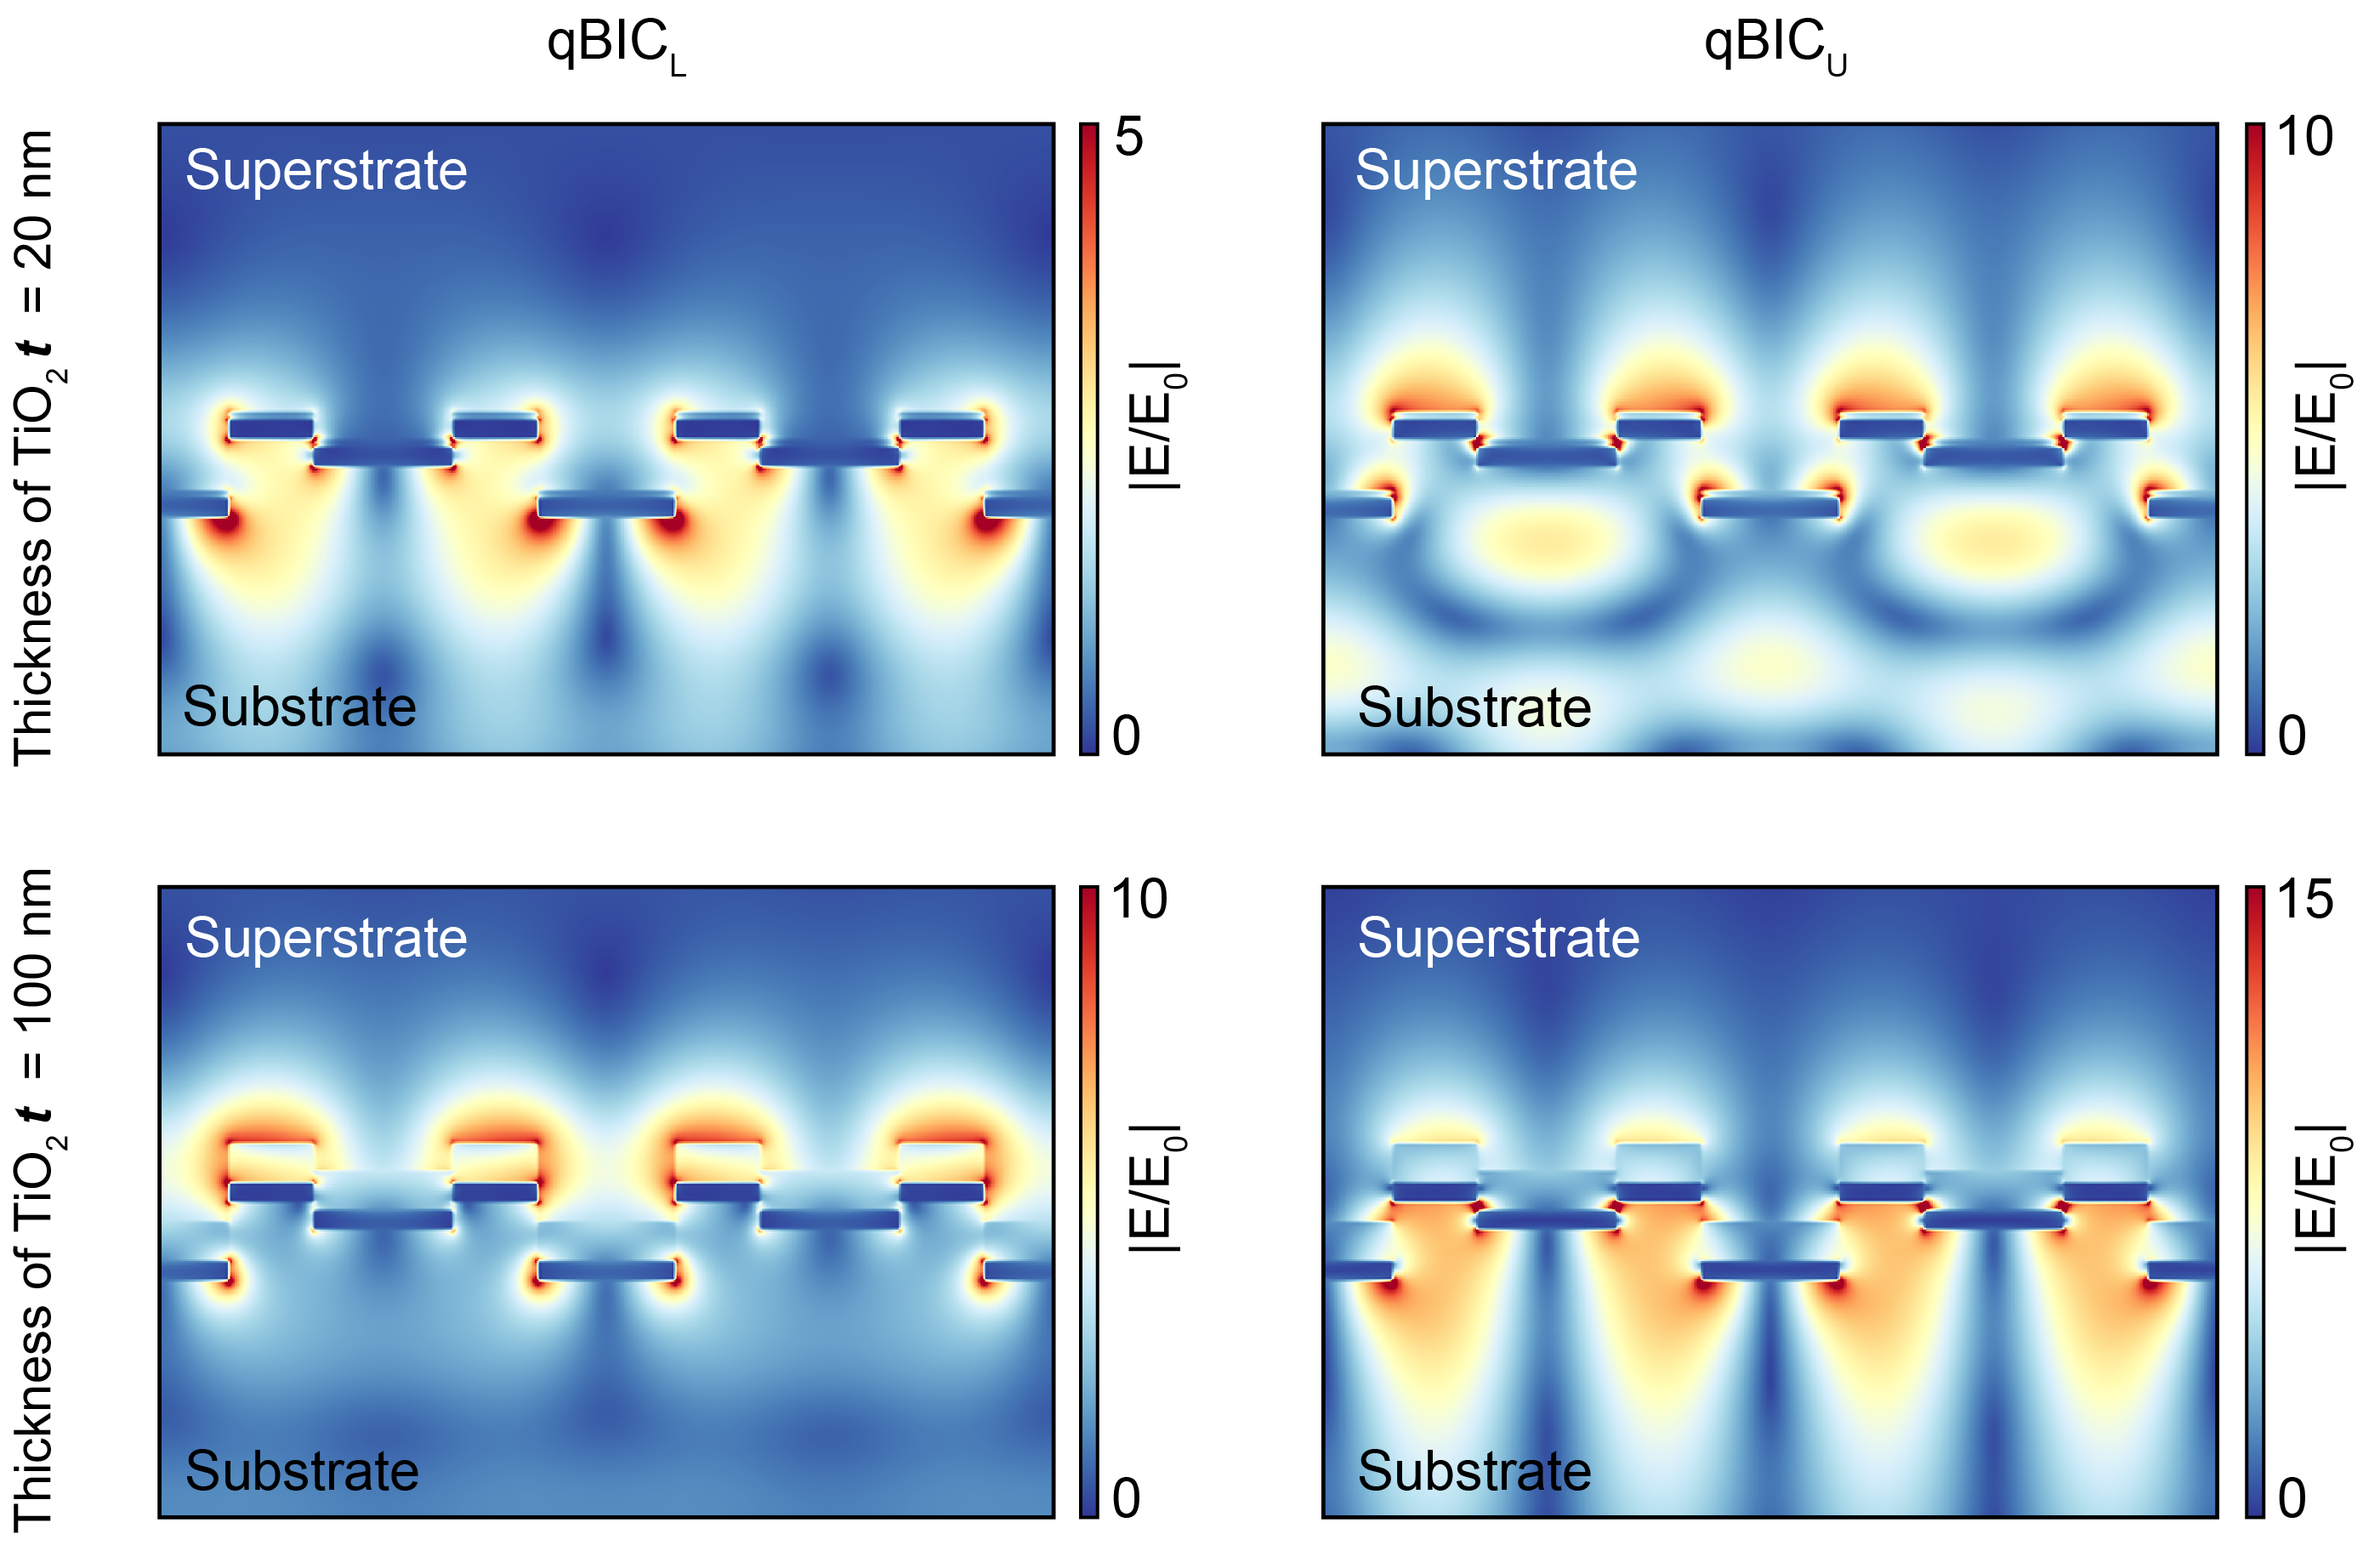 qBIC_L
qBIC_U
Thickness of TiO₂ t = 20 nm
Superstrate
Substrate
5
0
|E/E₀|
Superstrate
Substrate
10
0
|E/E₀|
Thickness of TiO₂ t = 100 nm
Superstrate
Substrate
10
0
|E/E₀|
Superstrate
Substrate
15
0
|E/E₀|